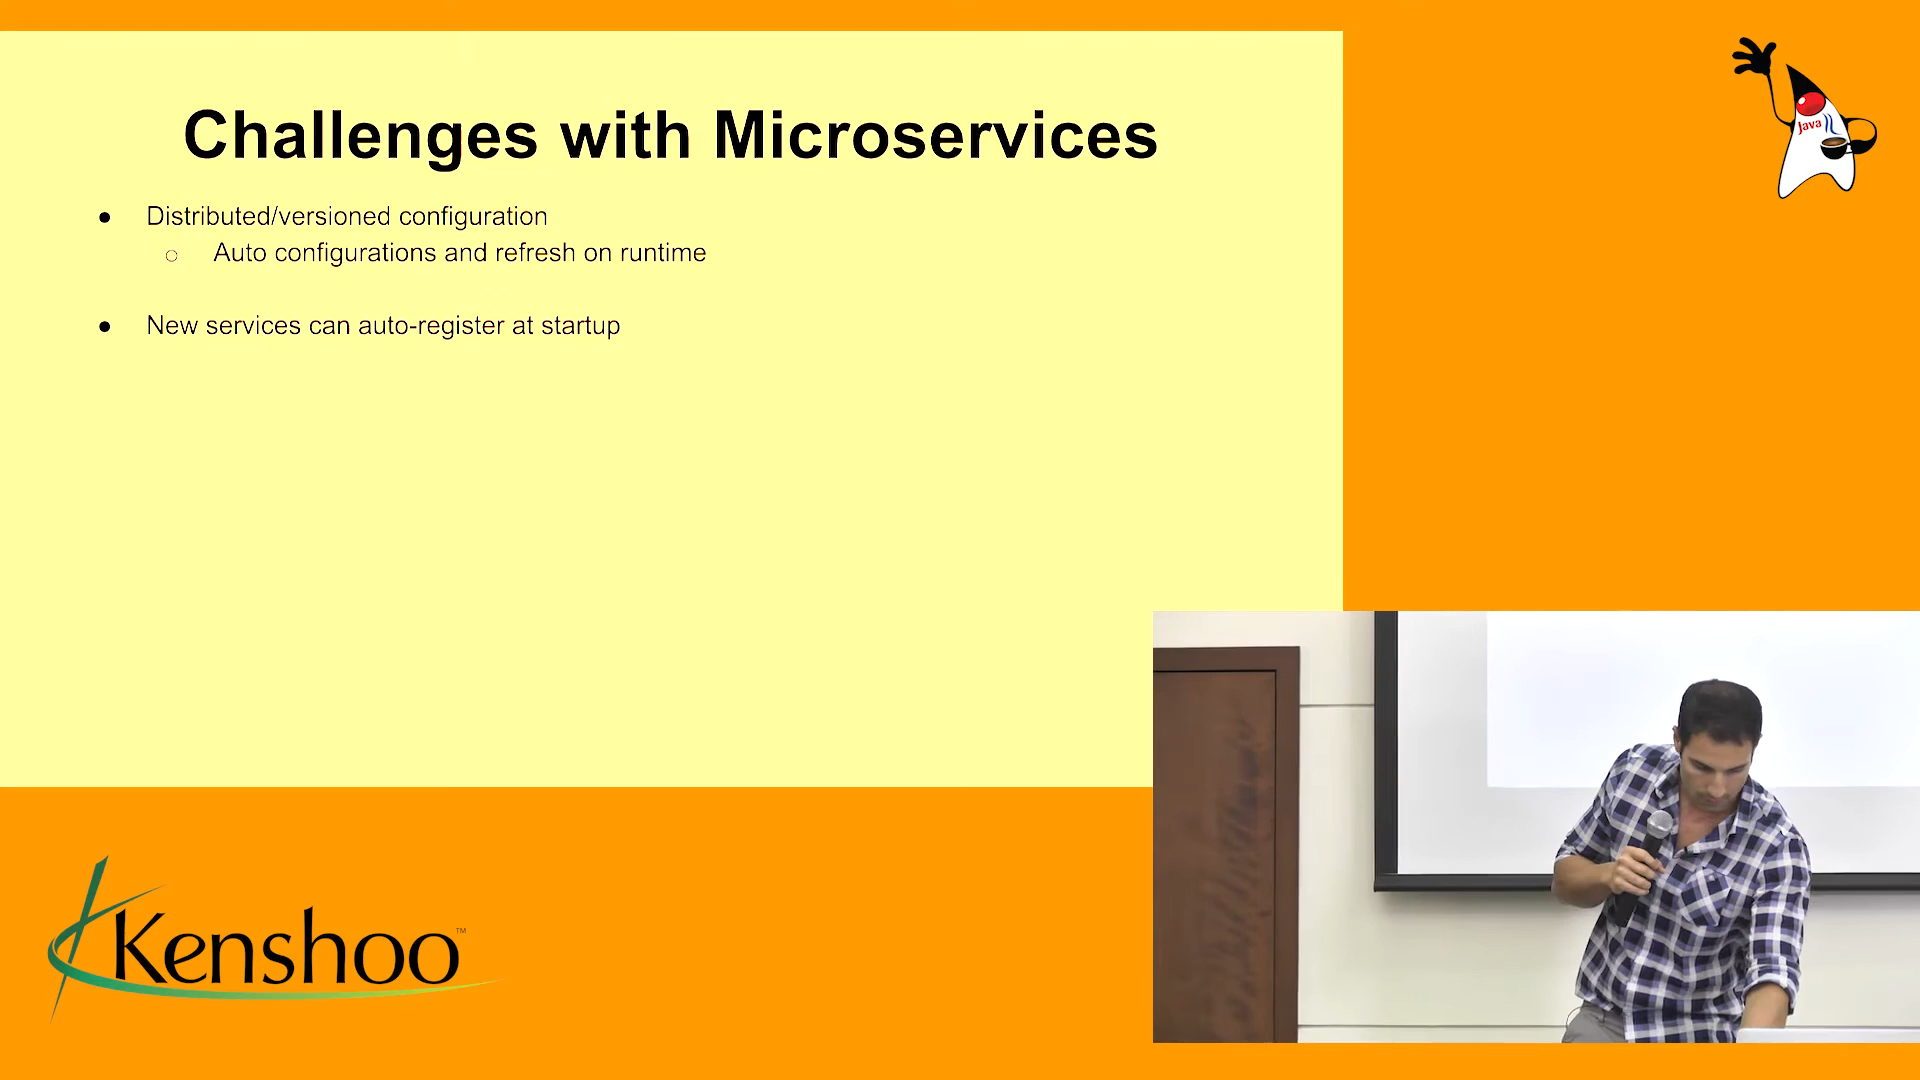 Challenges with Microservices
Distributed/versioned configuration
Auto configurations and refresh on runtime
New services can auto-register at startup
Java
Kenshoo™